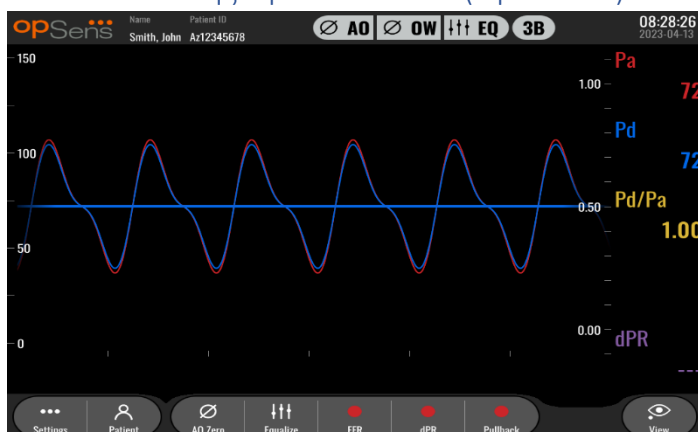 opSens
Name Patient ID
Smith, John Az12345678
Ø AO Ø OW EQ 3B
08:28:26
2023-04-13
150
100
50
0
1.00
0.50
0.00
Pa
72
Pd
72
Pd/Pa
1.00
dPR
---
Settings Patient AO Zero Equalize FFR dPR Pullback View